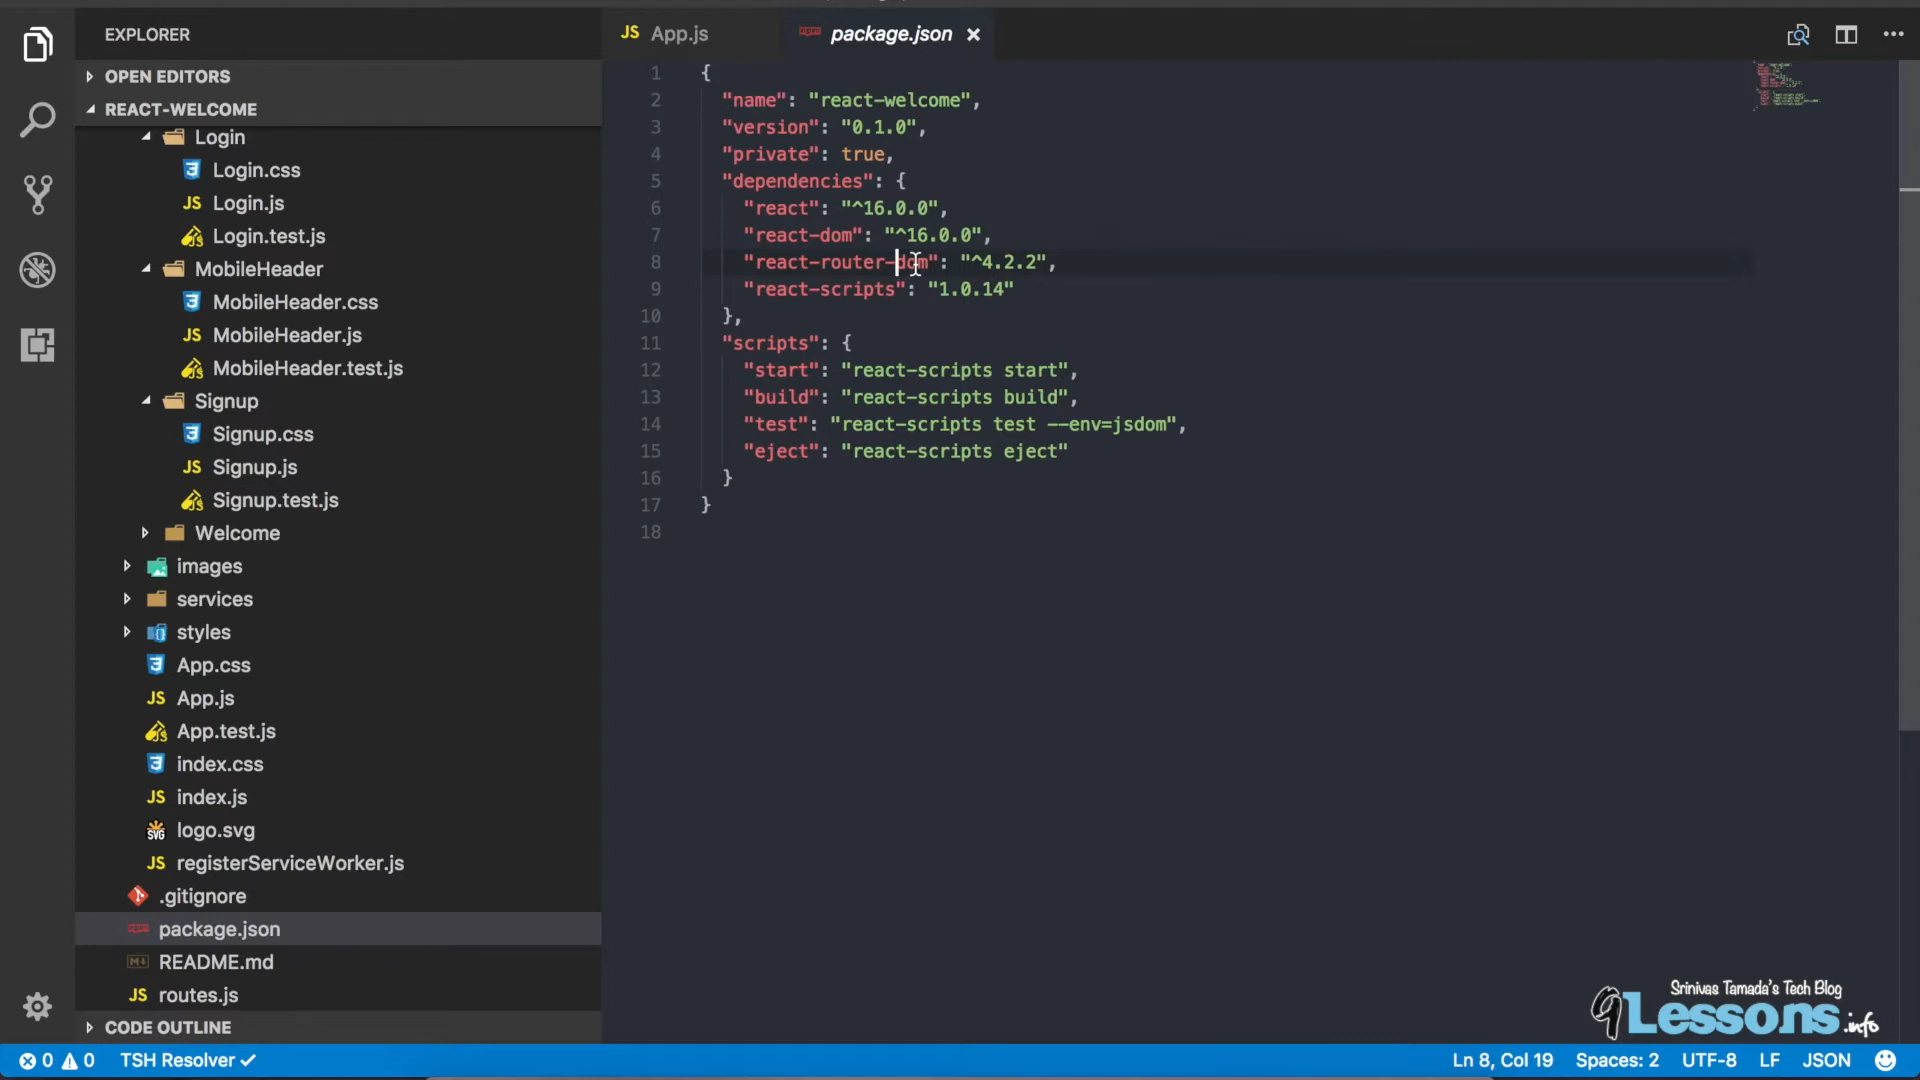 EXPLORER
OPEN EDITORS
REACT-WELCOME
Login
Login.css
Login.js
Login.test.js
MobileHeader
MobileHeader.css
MobileHeader.js
MobileHeader.test.js
Signup
Signup.css
Signup.js
Signup.test.js
Welcome
images
services
styles
App.css
App.js
App.test.js
index.css
index.js
logo.svg
registerServiceWorker.js
.gitignore
package.json
README.md
routes.js
CODE OUTLINE
JS App.js
package.json
1 {
2 "name": "react-welcome",
3 "version": "0.1.0",
4 "private": true,
5 "dependencies": {
6 "react": "^16.0.0",
7 "react-dom": "^16.0.0",
8 "react-router-dom": "^4.2.2",
9 "react-scripts": "1.0.14"
10 },
11 "scripts": {
12 "start": "react-scripts start",
13 "build": "react-scripts build",
14 "test": "react-scripts test --env=jsdom",
15 "eject": "react-scripts eject"
16 }
17 }
18
Srinivas Tamada's Tech Blog
9Lessons.info
0 0 TSH Resolver Ln 8, Col 19 Spaces: 2 UTF-8 LF JSON